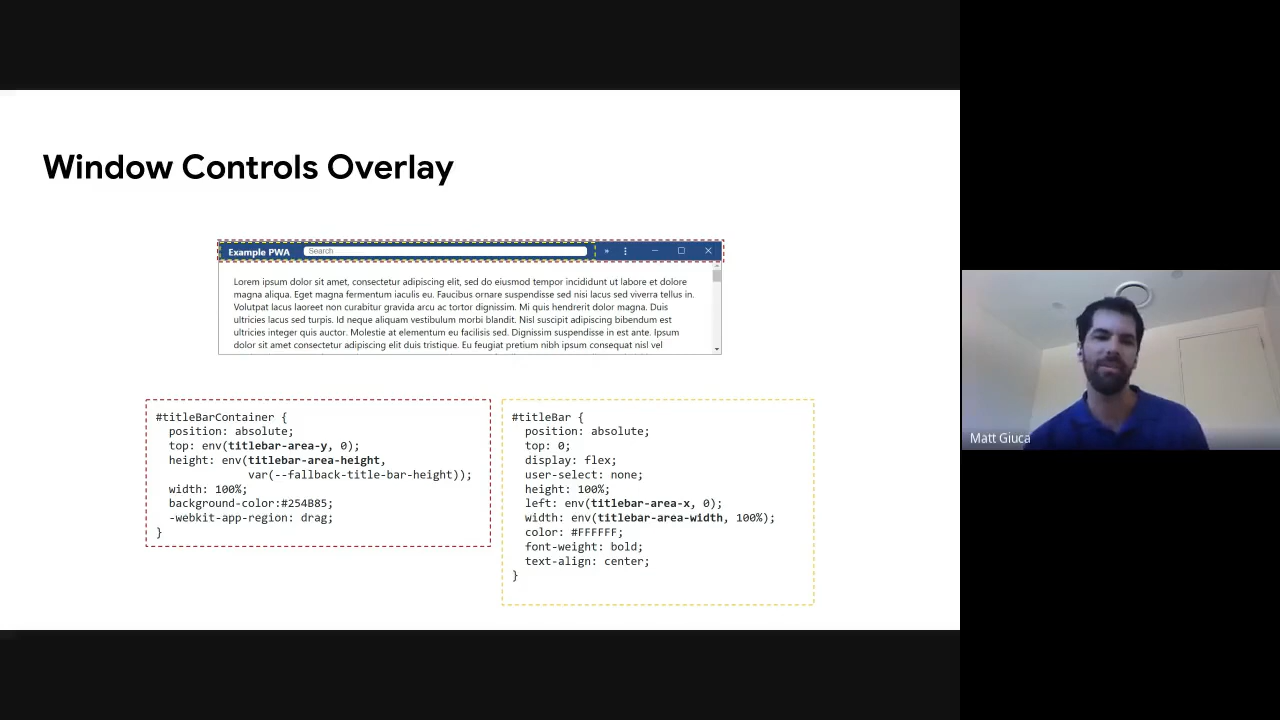 Window Controls Overlay
Example PWA
Search
»
Lorem ipsum dolor sit amet, consectetur adipiscing elit, sed do eiusmod tempor incididunt ut labore et dolore
magna aliqua. Eget magna fermentum iaculis eu. Faucibus ornare suspendisse sed nisi lacus sed viverra tellus in.
Volutpat lacus laoreet non curabitur gravida arcu ac tortor dignissim. Mi quis hendrerit dolor magna. Duis
ultricies lacus sed turpis. Id neque aliquam vestibulum morbi blandit. Nisl suscipit adipiscing bibendum est
ultricies integer quis auctor. Molestie at elementum eu facilisis sed. Dignissim suspendisse in est ante. Ipsum
dolor sit amet consectetur adipiscing elit duis tristique. Eu feugiat pretium nibh ipsum consequat nisl vel
#titleBarContainer {
position: absolute;
top: env(titlebar-area-y, 0);
height: env(titlebar-area-height,
var(--fallback-title-bar-height));
width: 100%;
background-color:#254B85;
-webkit-app-region: drag;
}
#titleBar {
position: absolute;
top: 0;
display: flex;
user-select: none;
height: 100%;
left: env(titlebar-area-x, 0);
width: env(titlebar-area-width, 100%);
color: #FFFFFF;
font-weight: bold;
text-align: center;
}
Matt Giuca